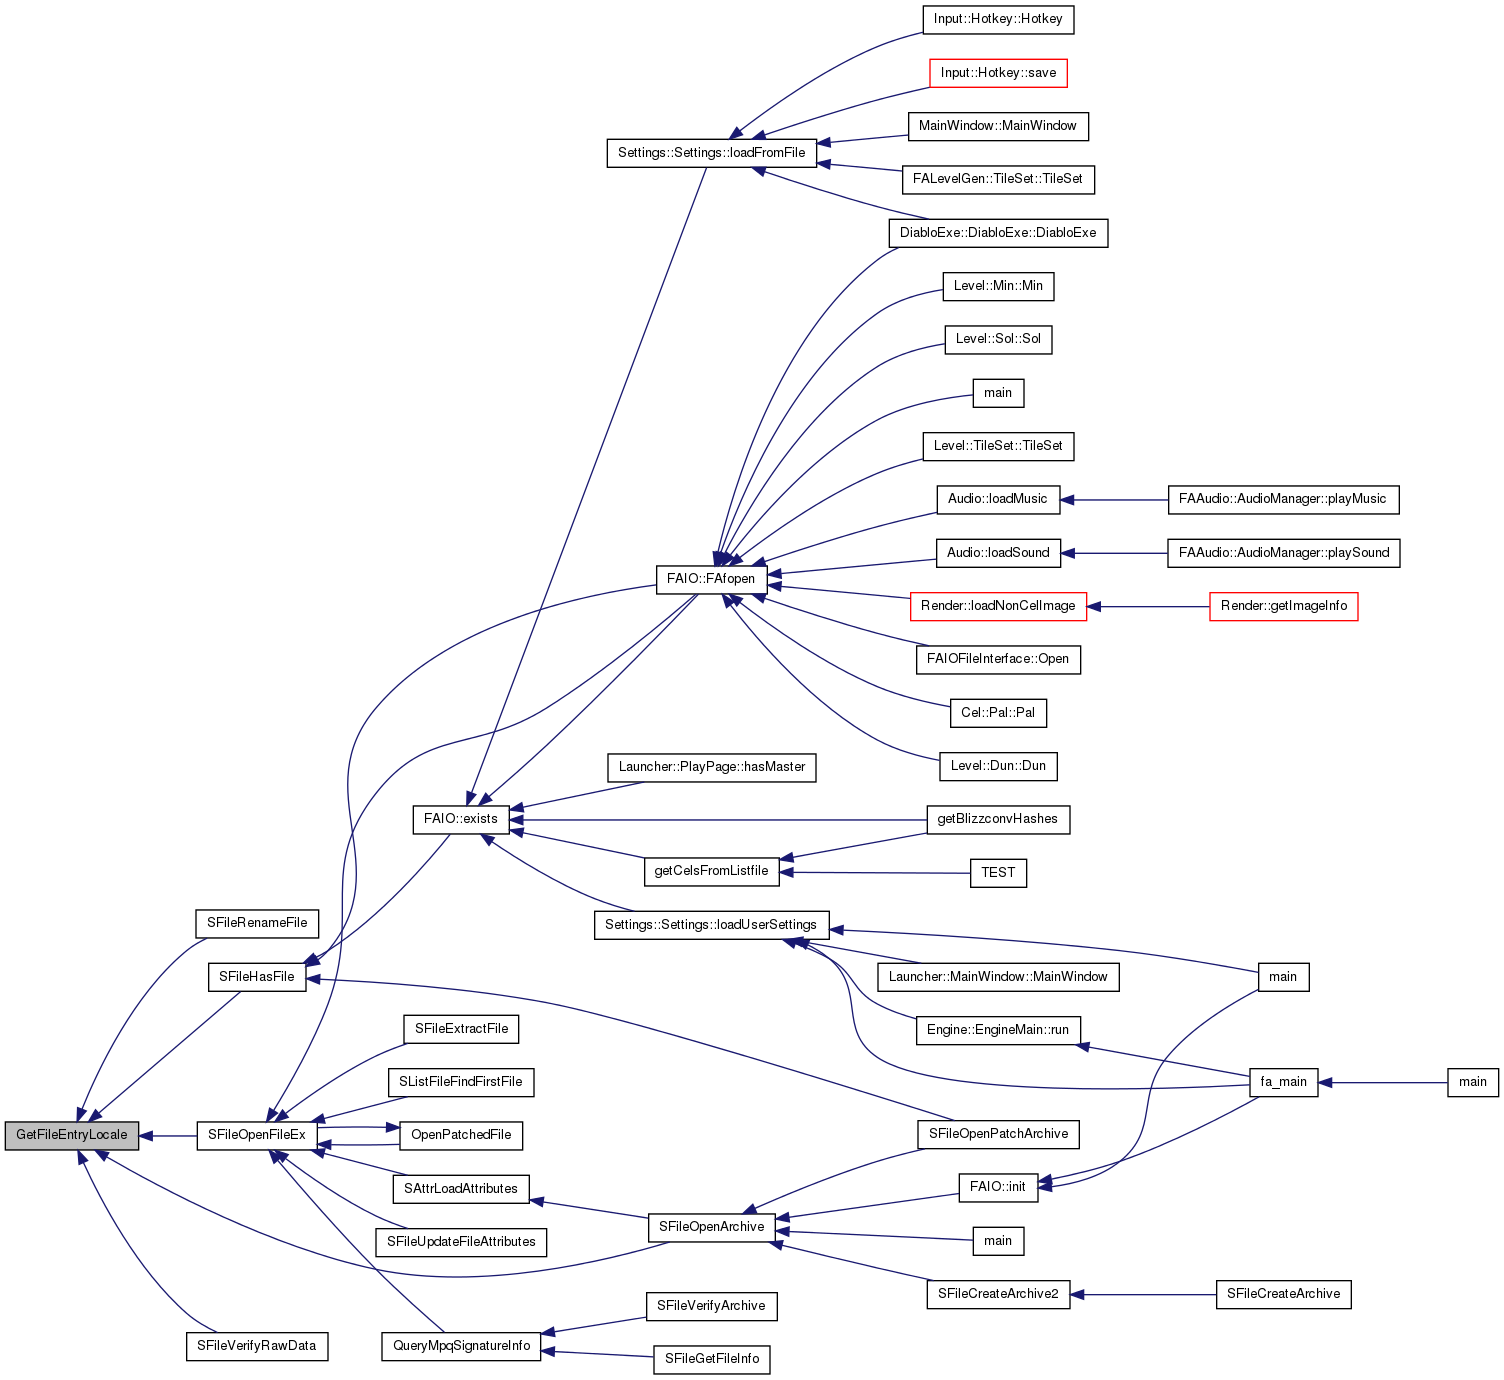 Input::Hotkey::Hotkey
Input::Hotkey::save
MainWindow::MainWindow
Settings::Settings::loadFromFile
FALevelGen::TileSet::TileSet
DiabloExe::DiabloExe::DiabloExe
Level::Min::Min
Level::Sol::Sol
main
Level::TileSet::TileSet
Audio::loadMusic
FAAudio::AudioManager::playMusic
Audio::loadSound
FAAudio::AudioManager::playSound
FAIO::FAfopen
Render::loadNonCelImage
Render::getImageInfo
FAIOFileInterface::Open
Cel::Pal::Pal
Level::Dun::Dun
Launcher::PlayPage::hasMaster
FAIO::exists
getBlizzconvHashes
getCelsFromListfile
TEST
SFileRenameFile
Settings::Settings::loadUserSettings
SFileHasFile
Launcher::MainWindow::MainWindow
main
SFileExtractFile
Engine::EngineMain::run
SListFileFindFirstFile
fa_main
main
GetFileEntryLocale
SFileOpenFileEx
OpenPatchedFile
SFileOpenPatchArchive
SAttrLoadAttributes
FAIO::init
SFileOpenArchive
SFileUpdateFileAttributes
main
SFileCreateArchive2
SFileCreateArchive
SFileVerifyArchive
SFileVerifyRawData
QueryMpqSignatureInfo
SFileGetFileInfo